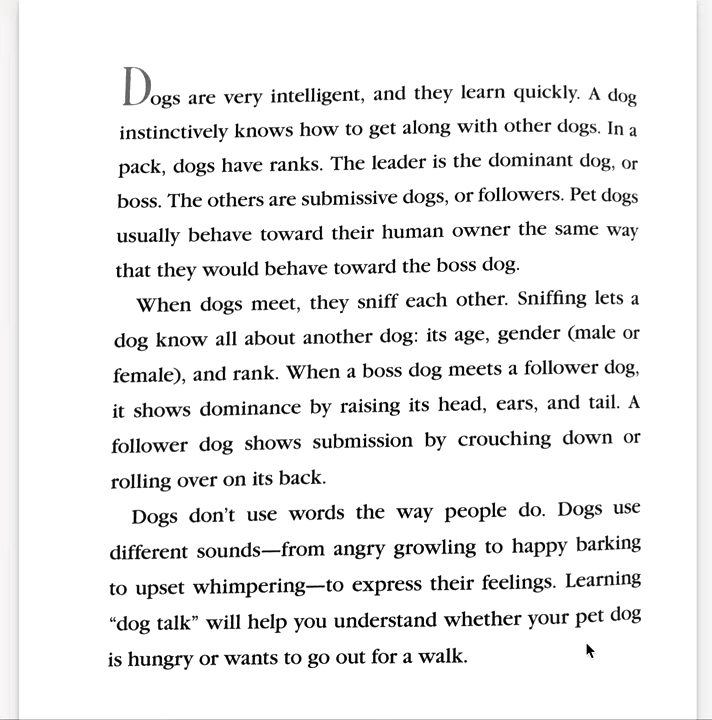 Dogs are very intelligent, and they learn quickly. A dog
instinctively knows how to get along with other dogs. In a
pack, dogs have ranks. The leader is the dominant dog, or
boss. The others are submissive dogs, or followers. Pet dogs
usually behave toward their human owner the same way
that they would behave toward the boss dog.
When dogs meet, they sniff each other. Sniffing lets a
dog know all about another dog: its age, gender (male or
female), and rank. When a boss dog meets a follower dog,
it shows dominance by raising its head, ears, and tail. A
follower dog shows submission by crouching down or
rolling over on its back.
Dogs don’t use words the way people do. Dogs use
different sounds—from angry growling to happy barking
to upset whimpering—to express their feelings. Learning
“dog talk” will help you understand whether your pet dog
is hungry or wants to go out for a walk.